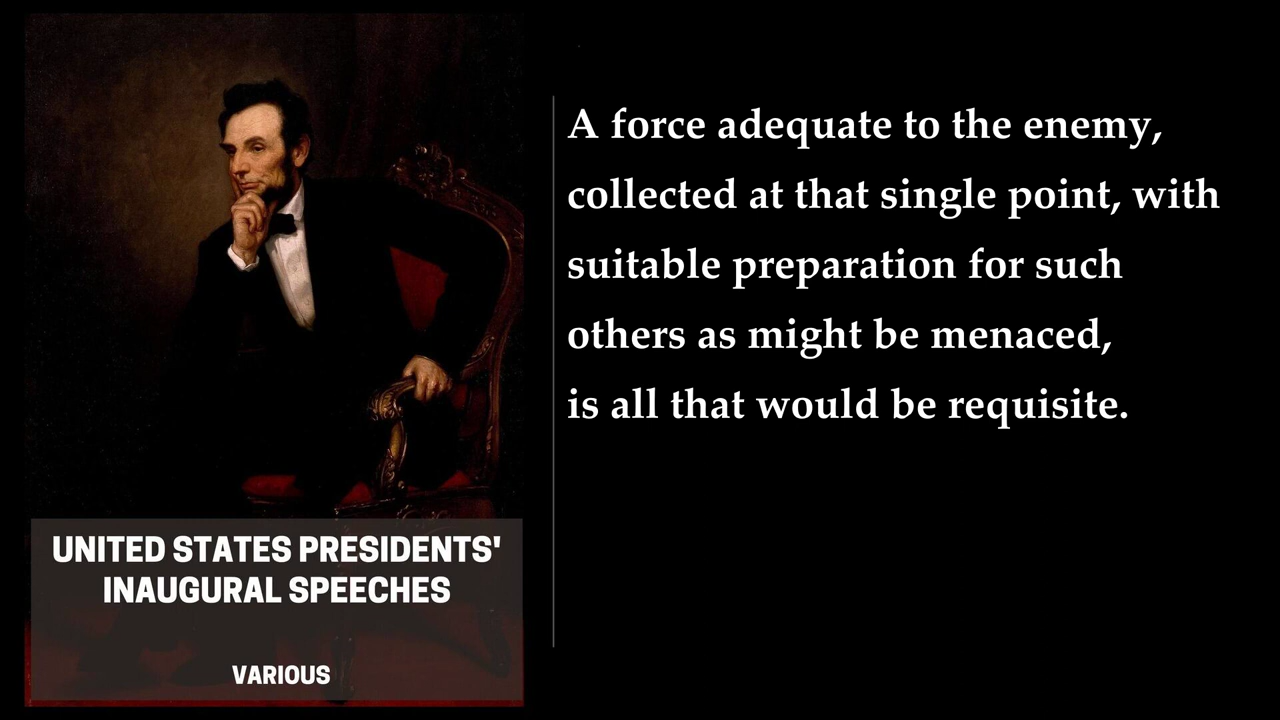 A force adequate to the enemy,
collected at that single point, with
suitable preparation for such
others as might be menaced,
is all that would be requisite.
UNITED STATES PRESIDENTS'
INAUGURAL SPEECHES
VARIOUS